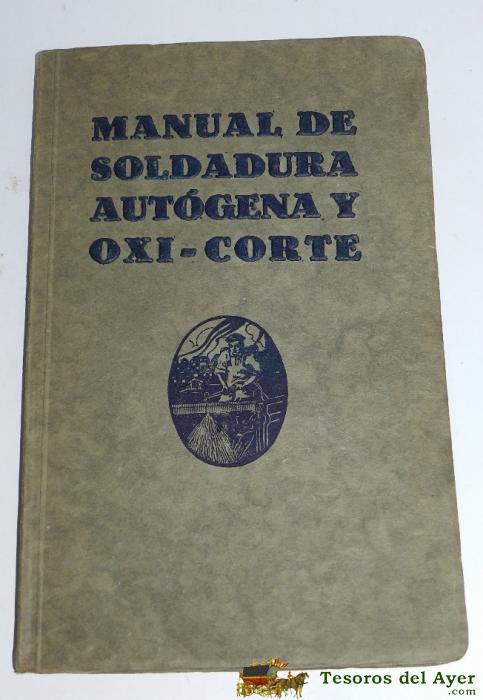 MANUAL DE
SOLDADURA
AUTÓGENA Y
OXI-CORTE
Tesoros del Ayer
.com